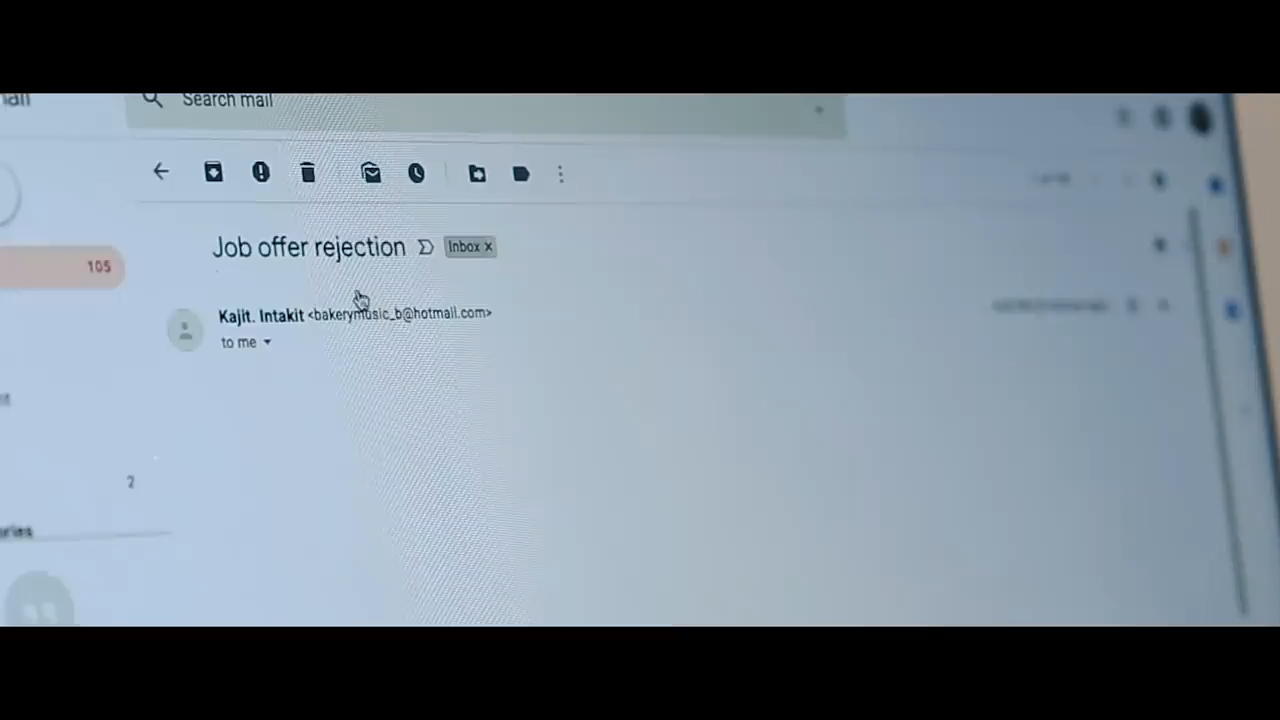 Search mail
Job offer rejection Inbox x
105
Kajit. Intakit <bakerymusic_b@hotmail.com>
to me
2